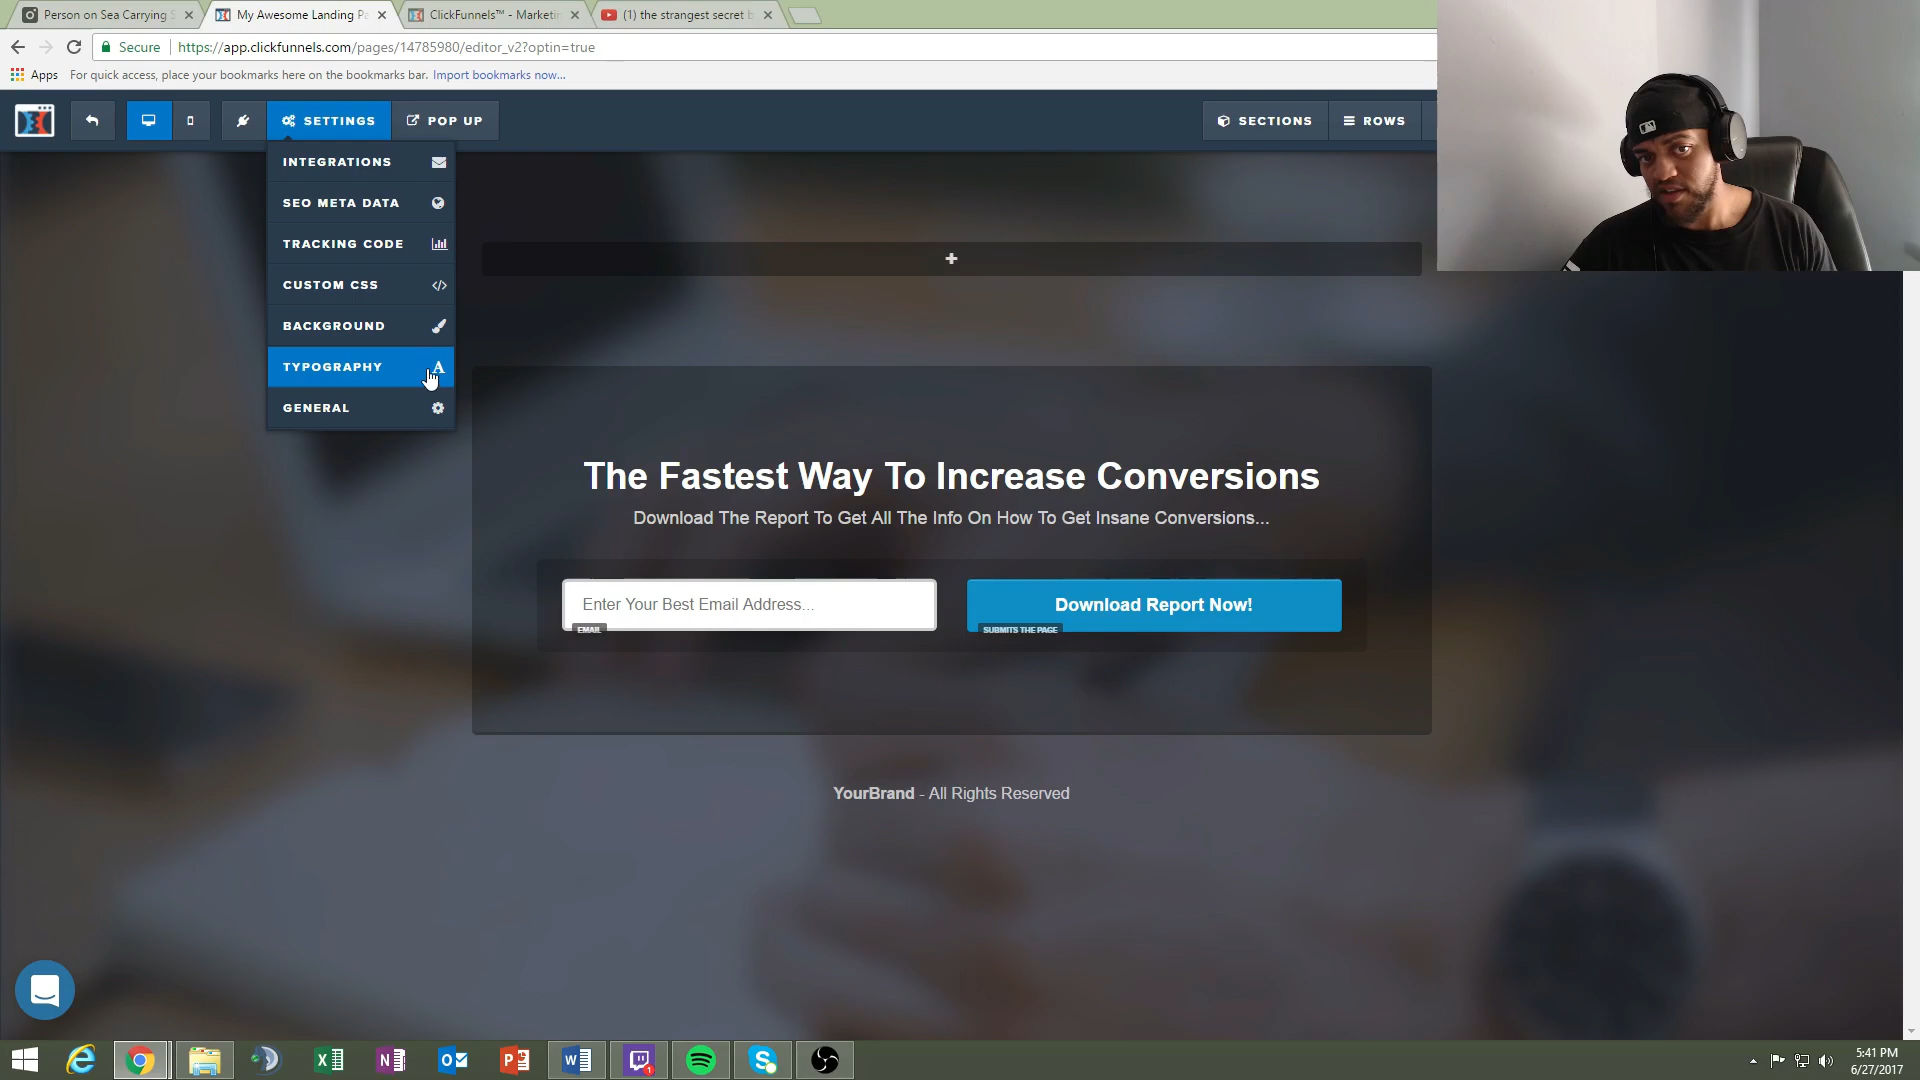 Person on Sea Carrying S
My Awesome Landing Pa
ClickFunnels™ - Marketin
(1) the strangest secret b
Secure
https://app.clickfunnels.com/pages/14785980/editor_v2?optin=true
Apps
For quick access, place your bookmarks here on the bookmarks bar.
Import bookmarks now...
SETTINGS
POP UP
SECTIONS
ROWS
INTEGRATIONS
SEO META DATA
TRACKING CODE
CUSTOM CSS
BACKGROUND
TYPOGRAPHY
A
GENERAL
The Fastest Way To Increase Conversions
Download The Report To Get All The Info On How To Get Insane Conversions...
Enter Your Best Email Address...
EMAIL
Download Report Now!
SUBMITS THE PAGE
YourBrand - All Rights Reserved
5:41 PM
6/27/2017